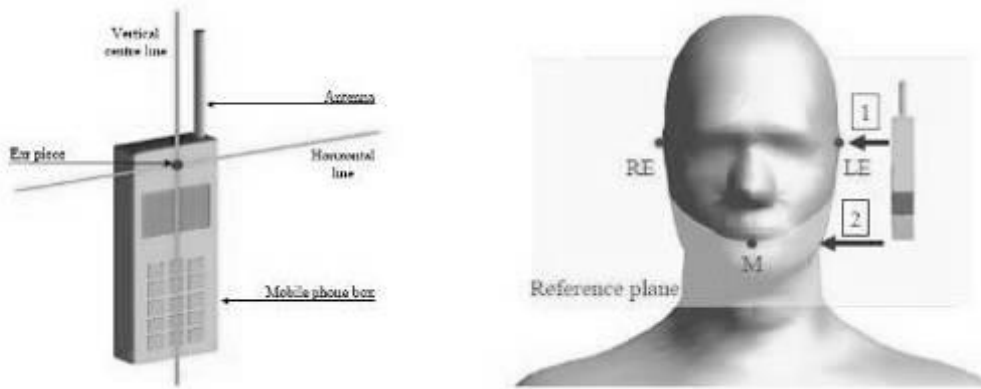 Vertical
centre line
Antenna
Ear piece
Horizontal
line
Mobile phone box
1
RE
LE
2
M
Reference plane